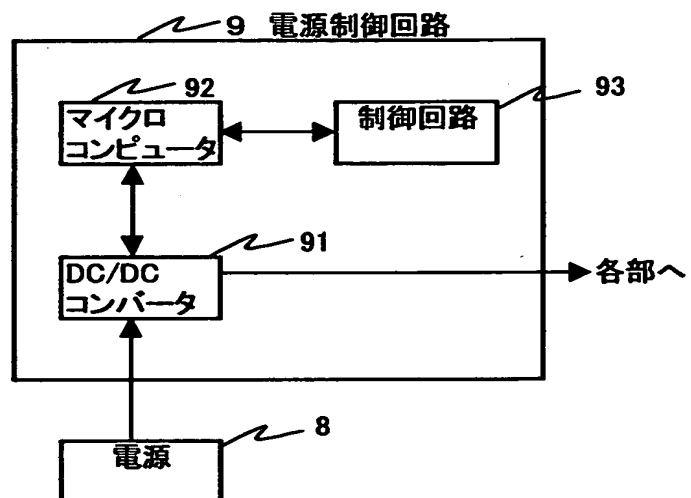 9 電源制御回路
92
マイクロ
コンピュータ
93
制御回路
91
DC/DC
コンバータ
各部へ
8
電源